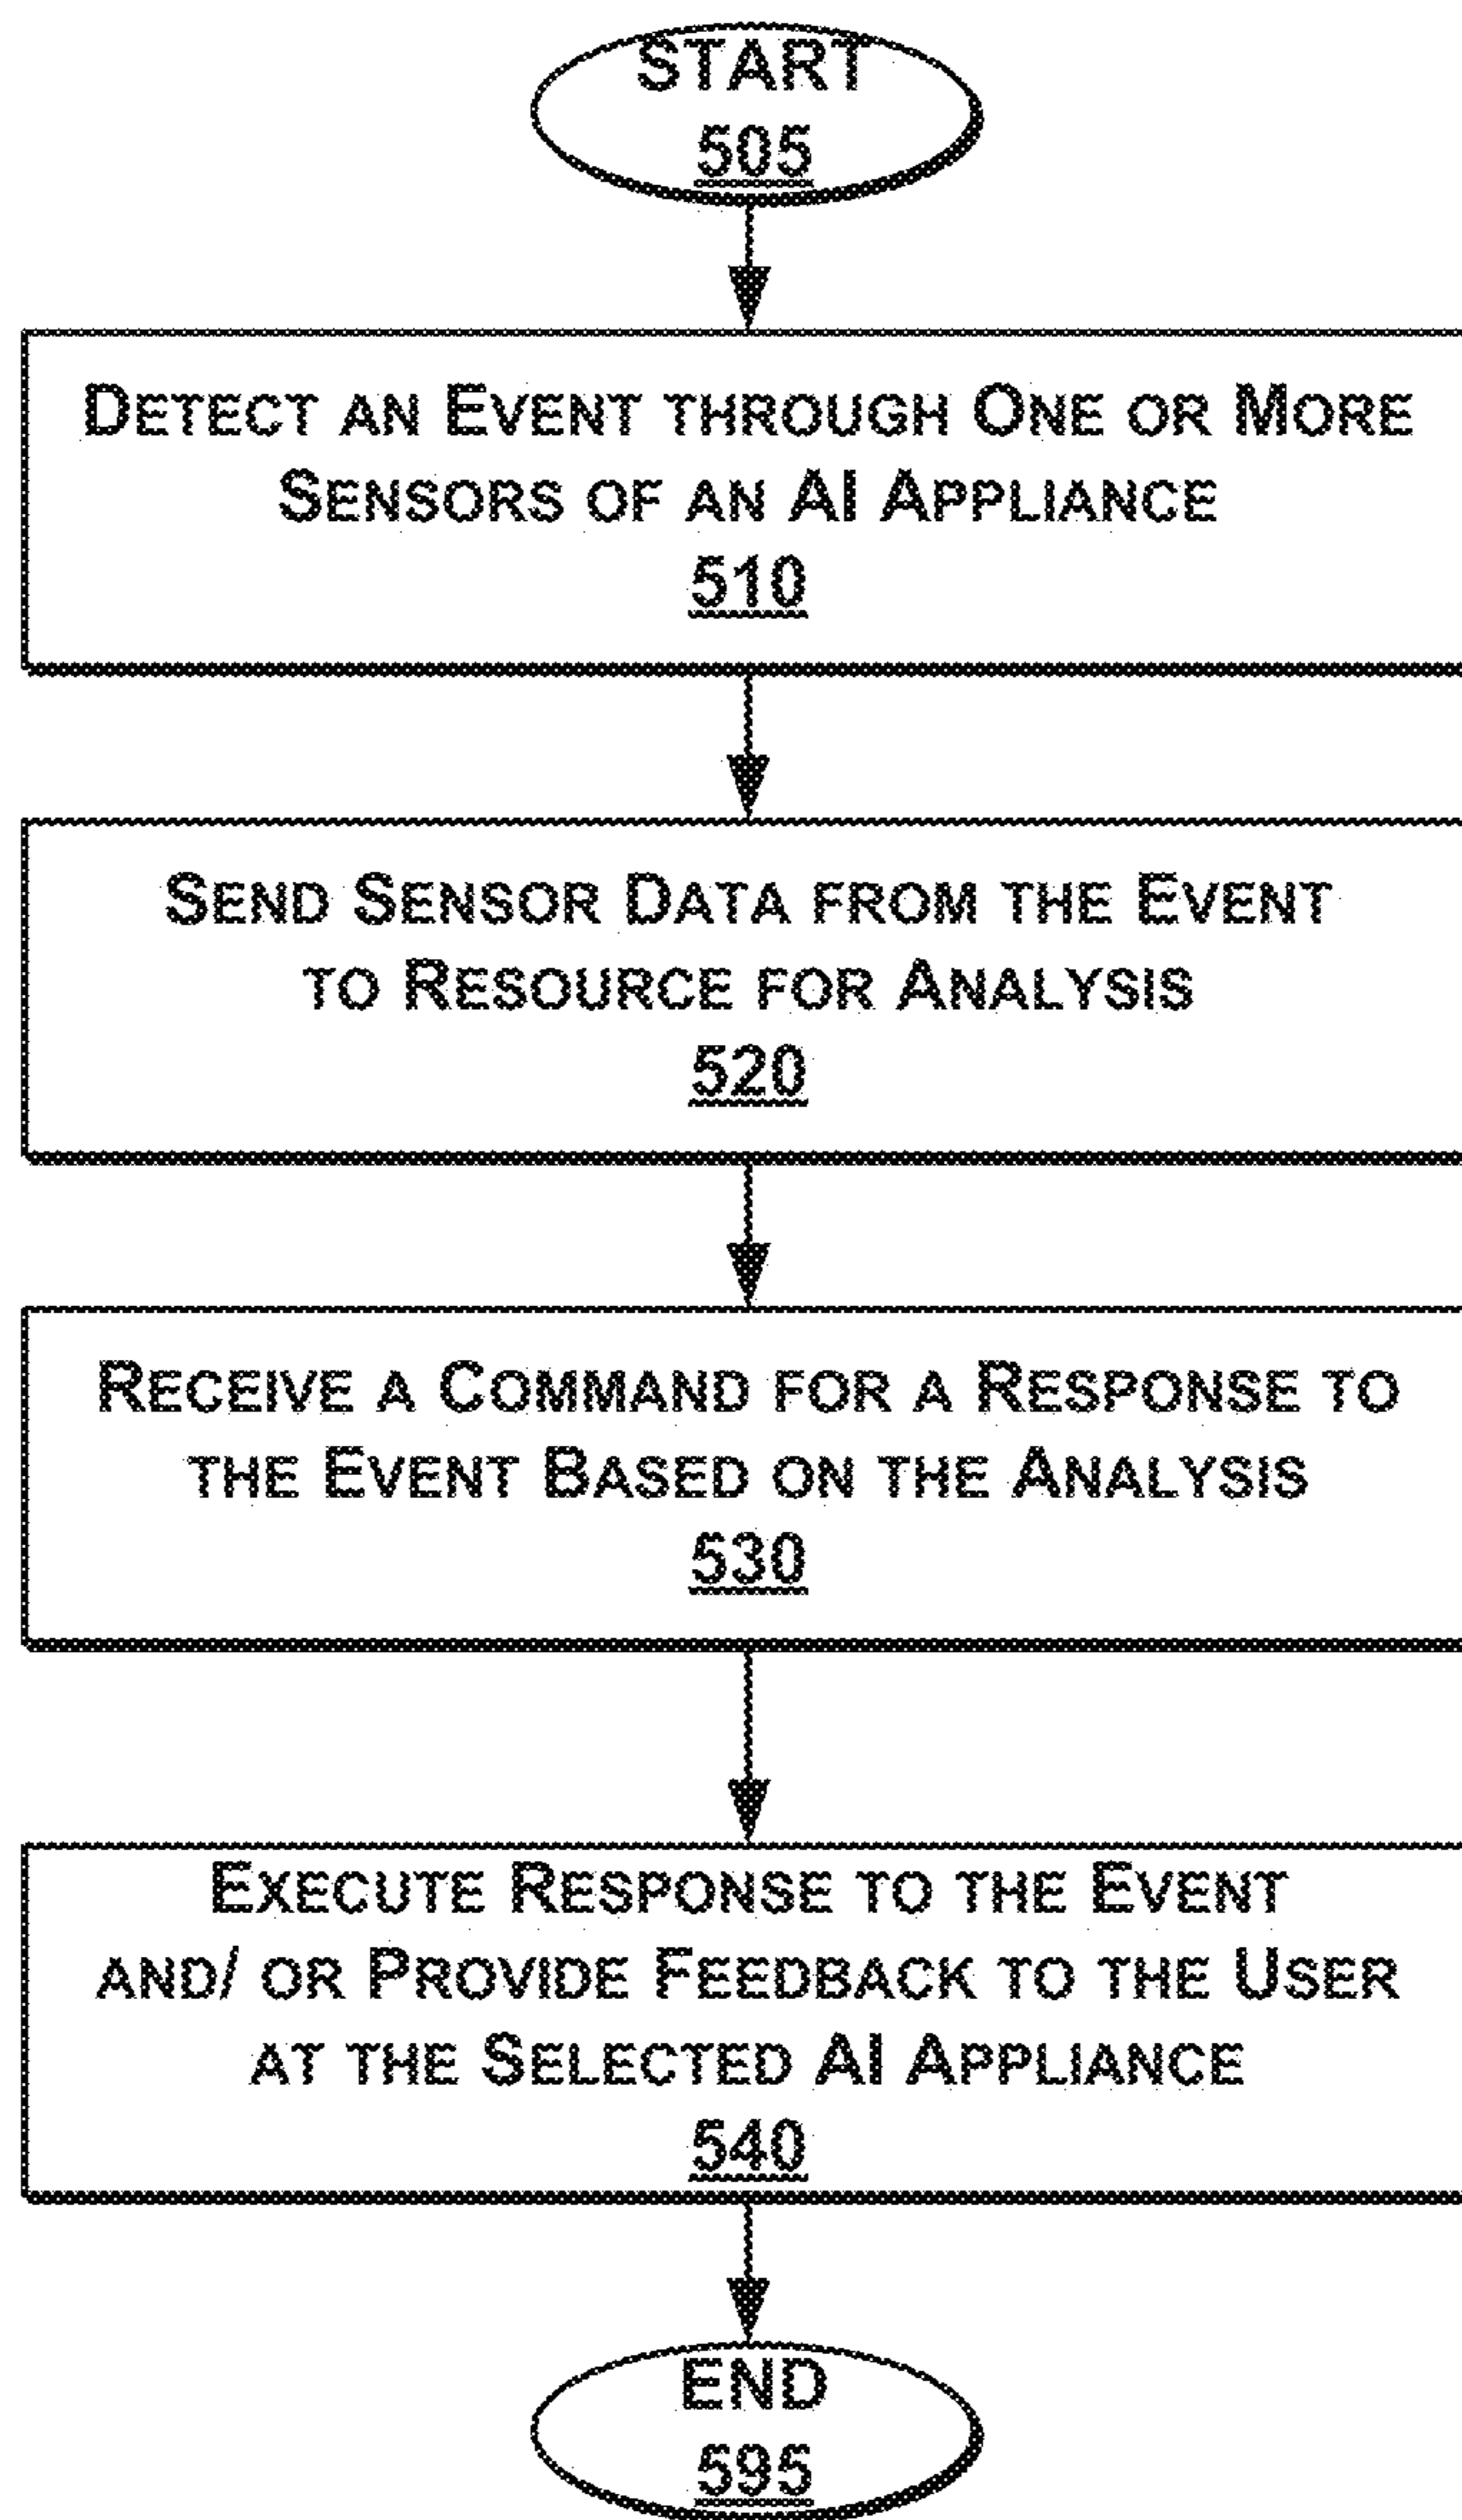 START
505
DETECT AN EVENT THROUGH ONE OR MORE
SENSORS OF AN AI APPLIANCE
510
SEND SENSOR DATA FROM THE EVENT
TO RESOURCE FOR ANALYSIS
520
RECEIVE A COMMAND FOR A RESPONSE TO
THE EVENT BASED ON THE ANALYSIS
530
EXECUTE RESPONSE TO THE EVENT
AND/ OR PROVIDE FEEDBACK TO THE USER
AT THE SELECTED AI APPLIANCE
540
END
595